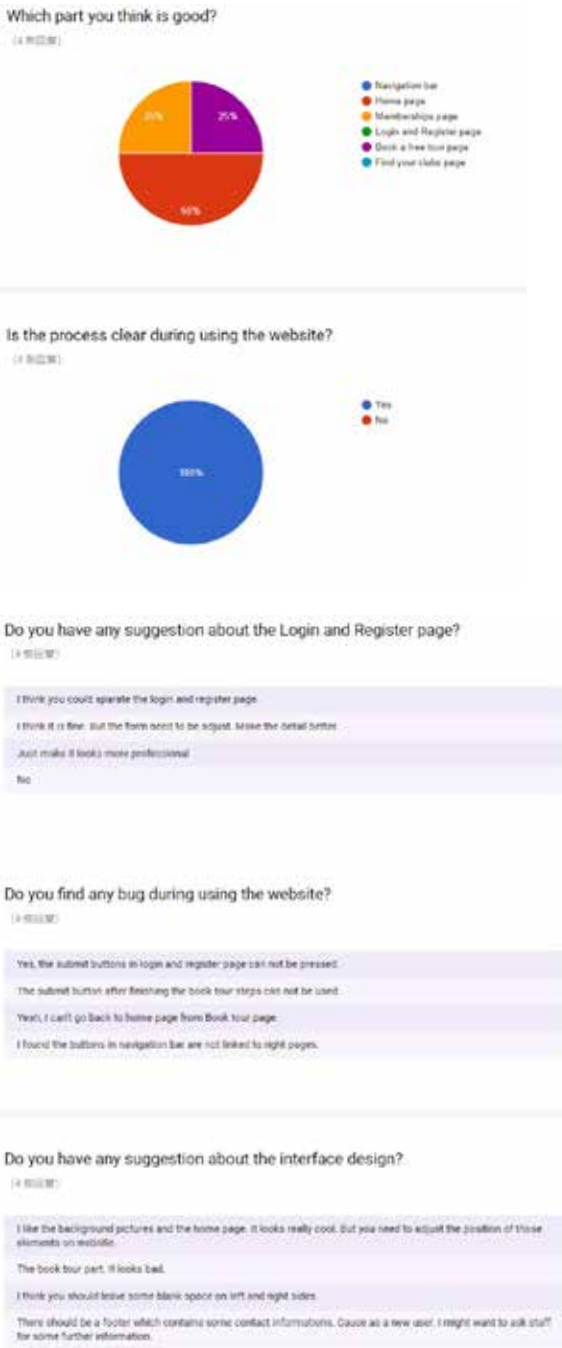 Which part you think is good?
25%
25%
50%
Navigation bar
Home page
Memberships page
Login and Register page
Book a free tour page
Find your clubs page
Is the process clear during using the website?
100%
Yes
No
Do you have any suggestion about the Login and Register page?
I think you could sparate the login and register page
I think it is fine. But the form need to be adjust. Make the detail better.
Just make it looks more professional
No
Do you find any bug during using the website?
Yes, the submit buttons in login and register page can not be pressed.
The submit button after finishing the book tour steps can not be used.
Yeah, I can't go back to home page from Book tour page.
I found the buttons in navigation bar are not linked to right pages.
Do you have any suggestion about the interface design?
I like the background pictures and the home page. It looks really cool. But you need to adjust the position of those
elements on website.
The book tour part. It looks bad.
I think you should leave some blank space on left and right sides.
There should be a footer which contains some contact informations. Cause as a new user. I might want to ask staff
for some further information.